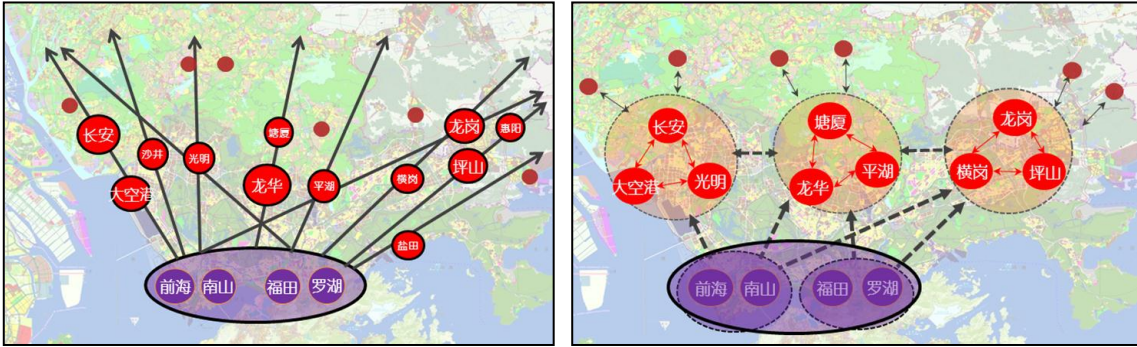 长安
沙井
光明
大空港
塘厦
龙华
平湖
龙岗
惠阳
横岗
坪山
盐田
前海
南山
福田
罗湖
长安
大空港
光明
塘厦
龙华
平湖
龙岗
横岗
坪山
前海
南山
福田
罗湖